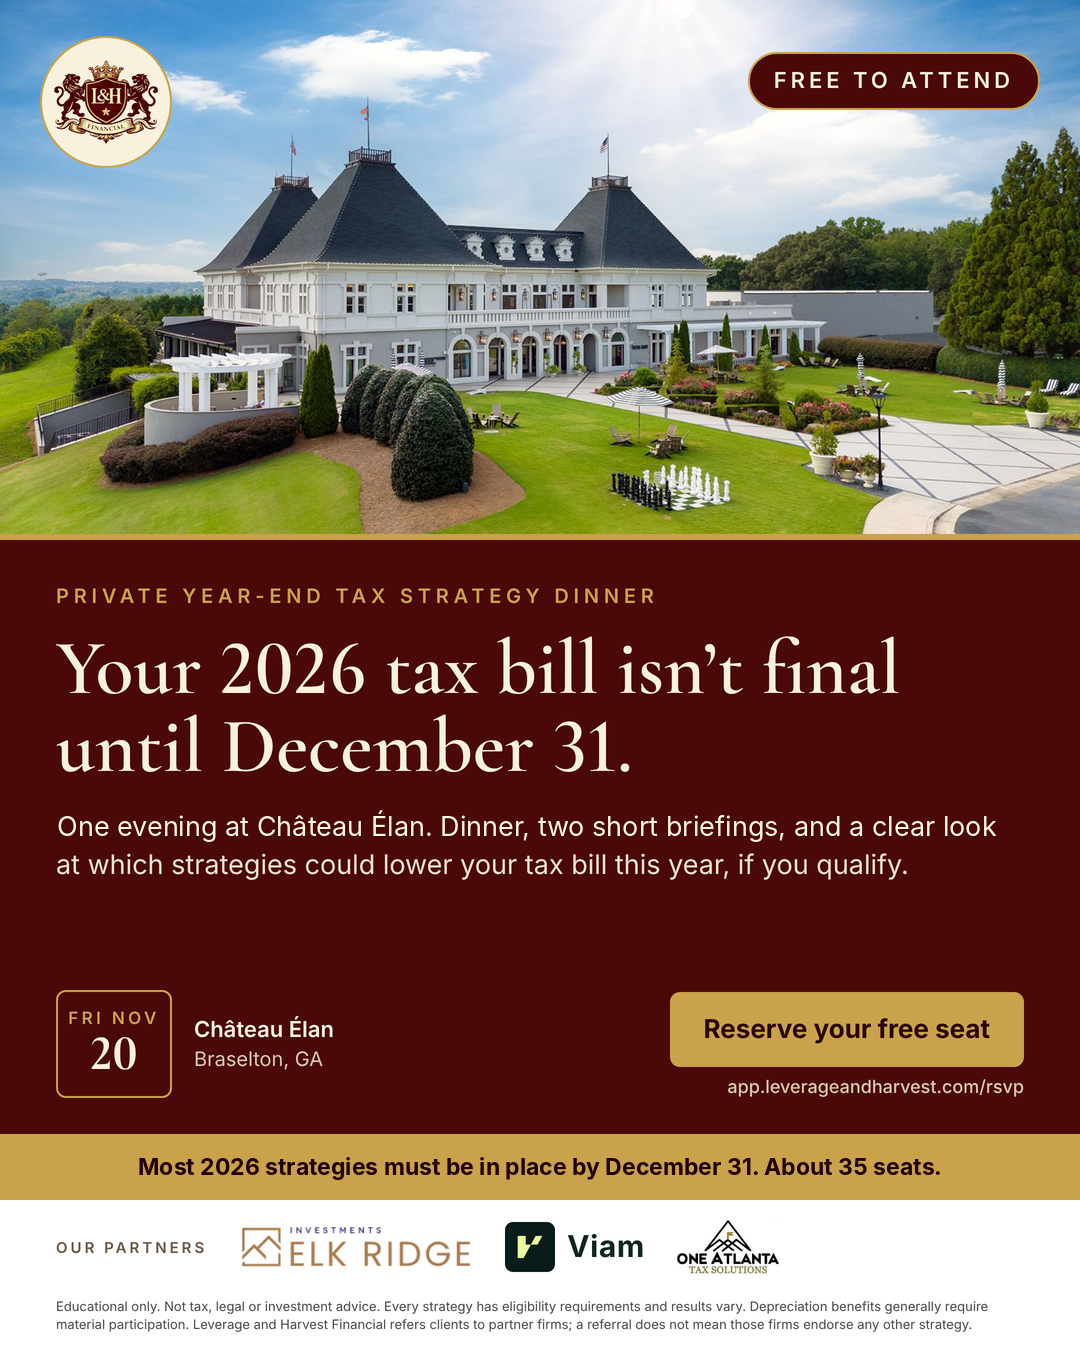 L&H
FINANCIAL
FREE TO ATTEND
PRIVATE YEAR-END TAX STRATEGY DINNER
Your 2026 tax bill isn’t final
until December 31.
One evening at Château Élan. Dinner, two short briefings, and a clear look
at which strategies could lower your tax bill this year, if you qualify.
FRI NOV
20
Château Élan
Braselton, GA
Reserve your free seat
app.leverageandharvest.com/rsvp
Most 2026 strategies must be in place by December 31. About 35 seats.
OUR PARTNERS
INVESTMENTS
ELK RIDGE
Viam
ONE ATLANTA
TAX SOLUTIONS
Educational only. Not tax, legal or investment advice. Every strategy has eligibility requirements and results vary. Depreciation benefits generally require
material participation. Leverage and Harvest Financial refers clients to partner firms; a referral does not mean those firms endorse any other strategy.